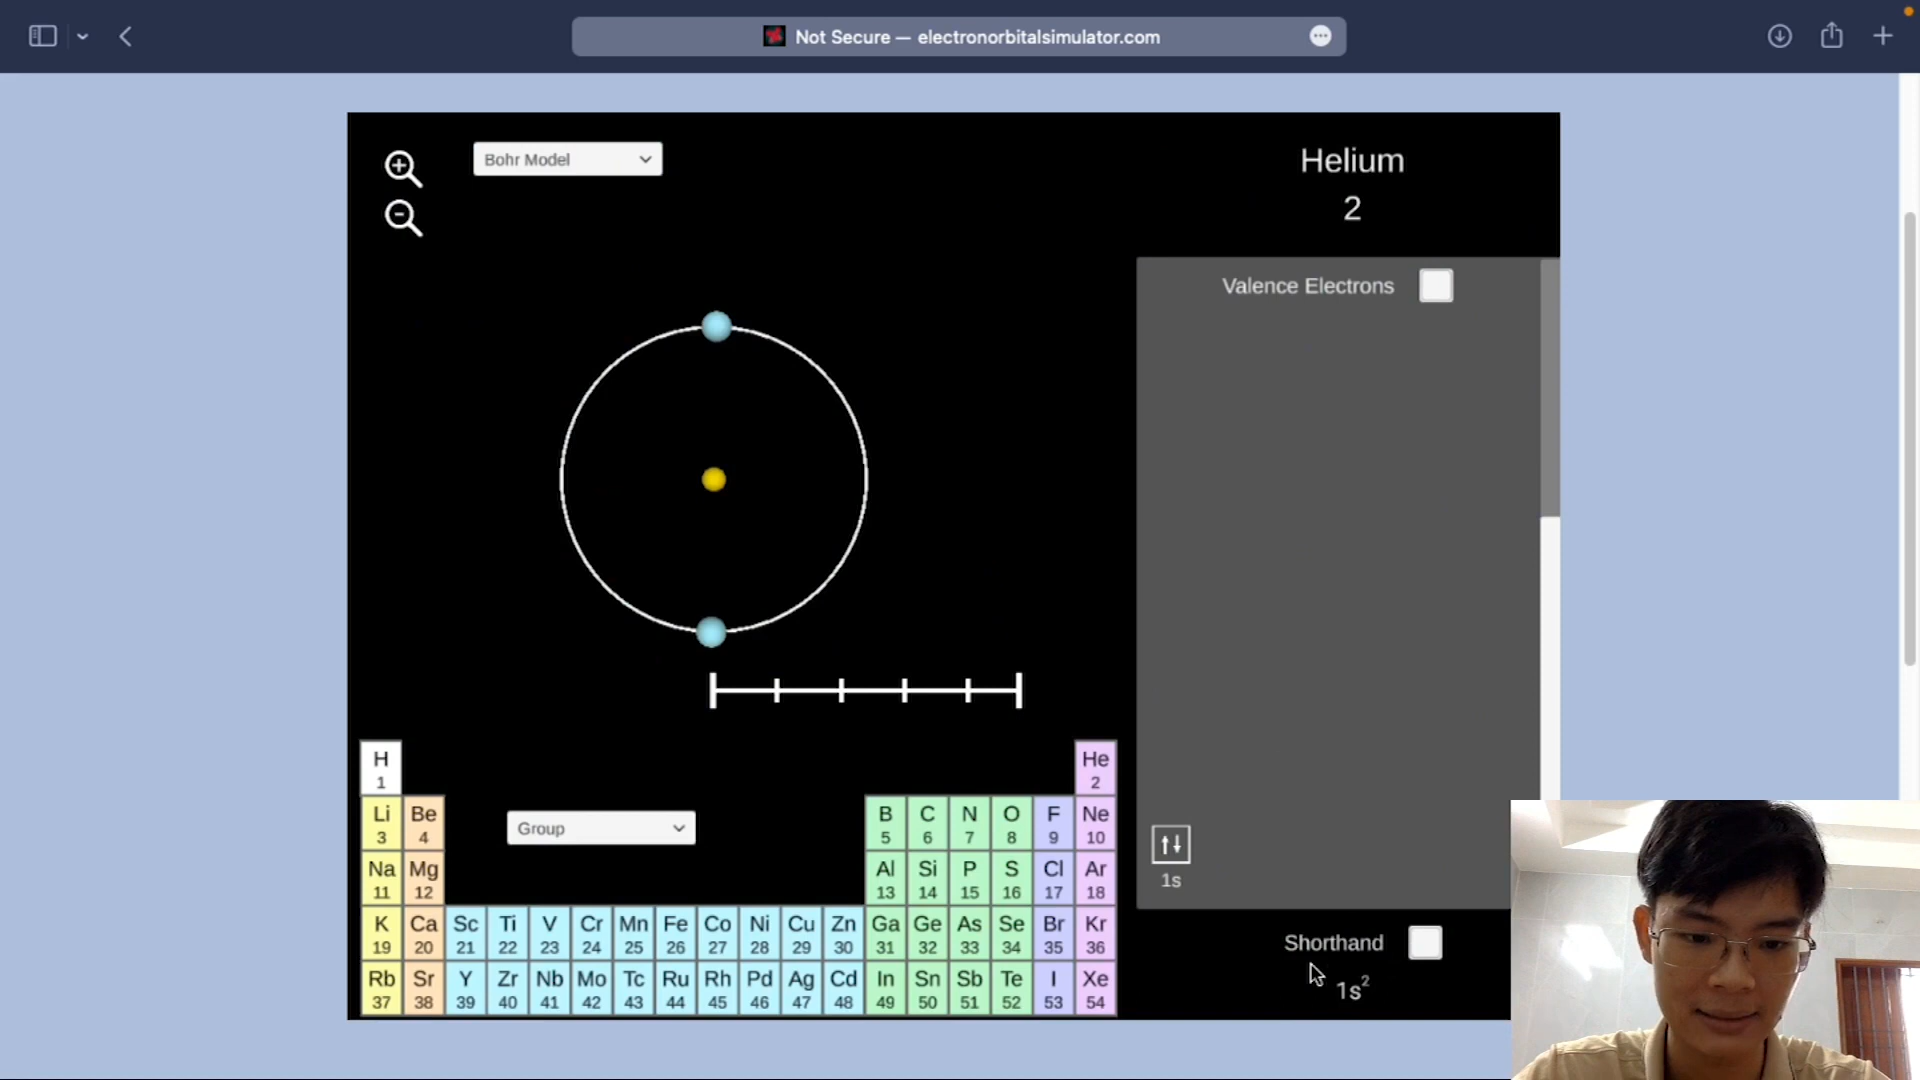 Not Secure — electronorbitalsimulator.com
Bohr Model
Helium
2
Valence Electrons
1s
H
1
He
2
Li Be B C N O F Ne
3 4 5 6 7 8 9 10
Group
Na Mg Al Si P S Cl Ar
11 12 13 14 15 16 17 18
K Ca Sc Ti V Cr Mn Fe Co Ni Cu Zn Ga Ge As Se Br Kr
19 20 21 22 23 24 25 26 27 28 29 30 31 32 33 34 35 36
Rb Sr Y Zr Nb Mo Tc Ru Rh Pd Ag Cd In Sn Sb Te I Xe
37 38 39 40 41 42 43 44 45 46 47 48 49 50 51 52 53 54
Shorthand
1s²